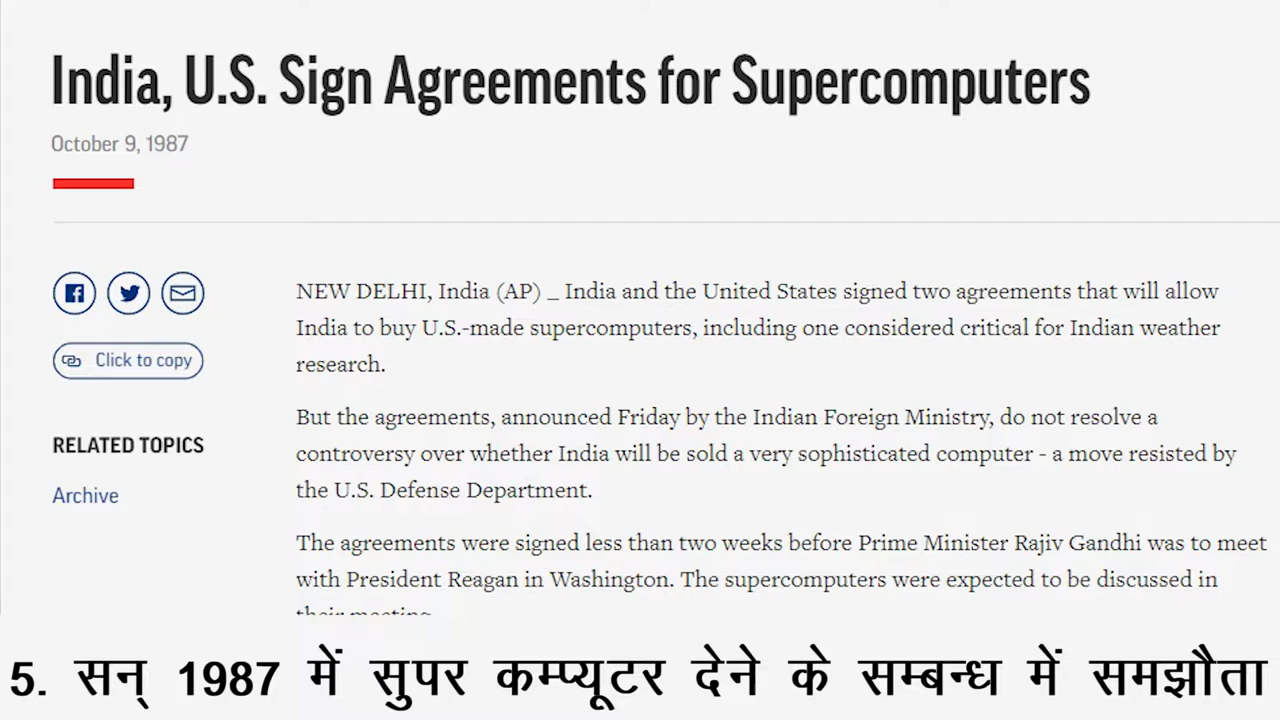 India, U.S. Sign Agreements for Supercomputers
October 9, 1987
Click to copy
RELATED TOPICS
Archive
NEW DELHI, India (AP) _ India and the United States signed two agreements that will allow
India to buy U.S.-made supercomputers, including one considered critical for Indian weather
research.
But the agreements, announced Friday by the Indian Foreign Ministry, do not resolve a
controversy over whether India will be sold a very sophisticated computer - a move resisted by
the U.S. Defense Department.
The agreements were signed less than two weeks before Prime Minister Rajiv Gandhi was to meet
with President Reagan in Washington. The supercomputers were expected to be discussed in
their meeting.
5. सन् 1987 में सुपर कम्प्यूटर देने के सम्बन्ध में समझौता